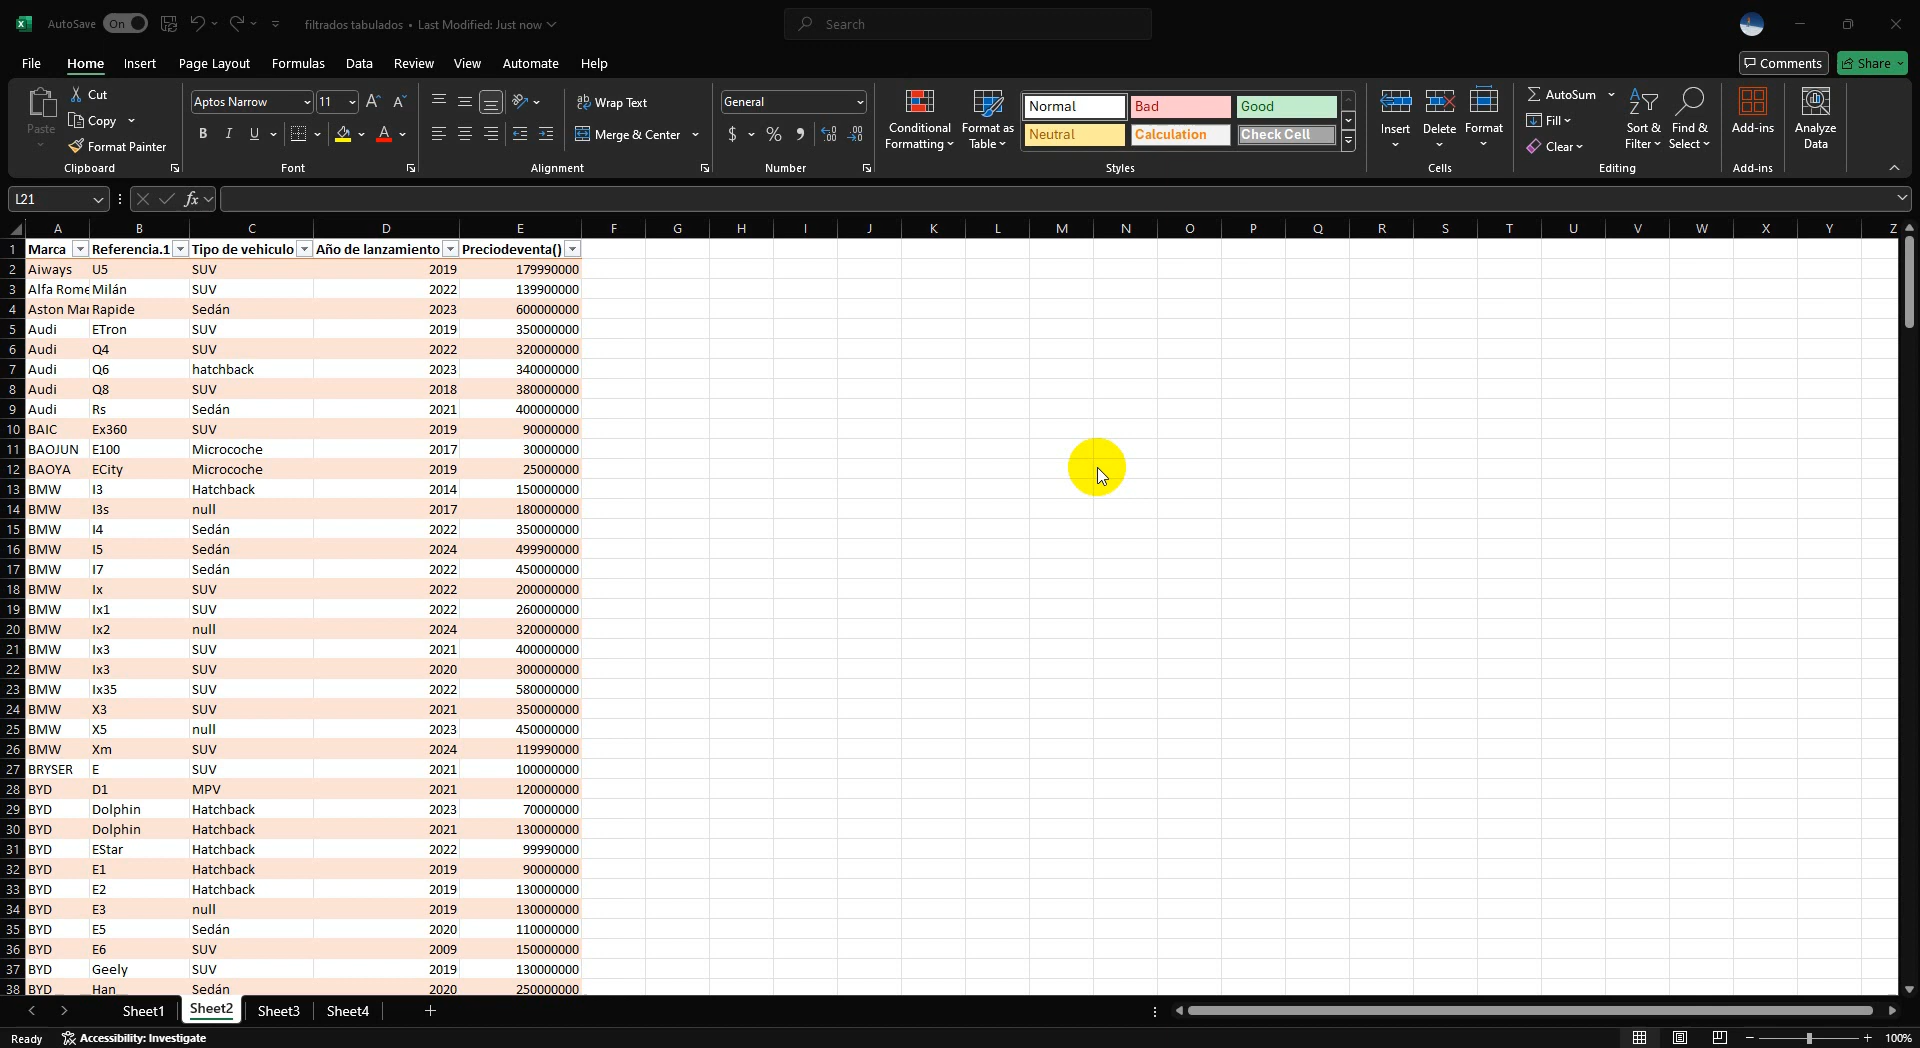 AutoSave On filtrados tabulados • Last Modified: Just now Search
File Home Insert Page Layout Formulas Data Review View Automate Help Comments Share
Paste Cut Copy Format Painter Clipboard
Aptos Narrow 11 A A B I U A Font
Wrap Text Merge & Center Alignment
General $ % Number
Conditional Formatting Format as Table Normal Bad Good Neutral Calculation Check Cell Styles
Insert Delete Format Cells
AutoSum Fill Clear Sort & Filter Find & Select Editing
Add-ins Add-ins
Analyze Data
L21 fx
A B C D E F G H I J K L M N O P Q R S T U V W X Y Z
1 Marca Referencia.1 Tipo de vehiculo Año de lanzamiento Preciodeventa()
2 Aiways U5 SUV 2019 179990000
3 Alfa Rome Milán SUV 2022 139900000
4 Aston Mar Rapide Sedán 2023 600000000
5 Audi ETron SUV 2019 350000000
6 Audi Q4 SUV 2022 320000000
7 Audi Q6 hatchback 2023 340000000
8 Audi Q8 SUV 2018 380000000
9 Audi Rs Sedán 2021 400000000
10 BAIC Ex360 SUV 2019 90000000
11 BAOJUN E100 Microcoche 2017 30000000
12 BAOYA ECity Microcoche 2019 25000000
13 BMW I3 Hatchback 2014 150000000
14 BMW I3s null 2017 180000000
15 BMW I4 Sedán 2022 350000000
16 BMW I5 Sedán 2024 499900000
17 BMW I7 Sedán 2022 450000000
18 BMW Ix SUV 2022 200000000
19 BMW Ix1 SUV 2022 260000000
20 BMW Ix2 null 2024 320000000
21 BMW Ix3 SUV 2021 400000000
22 BMW Ix3 SUV 2020 300000000
23 BMW Ix35 SUV 2022 580000000
24 BMW X3 SUV 2021 350000000
25 BMW X5 null 2023 450000000
26 BMW Xm SUV 2024 119990000
27 BRYSER E SUV 2021 100000000
28 BYD D1 MPV 2021 120000000
29 BYD Dolphin Hatchback 2023 70000000
30 BYD Dolphin Hatchback 2021 130000000
31 BYD EStar Hatchback 2022 99990000
32 BYD E1 Hatchback 2019 90000000
33 BYD E2 Hatchback 2019 130000000
34 BYD E3 null 2019 130000000
35 BYD E5 Sedán 2020 110000000
36 BYD E6 SUV 2009 150000000
37 BYD Geely SUV 2019 130000000
38 BYD Han Sedán 2020 250000000
Sheet1 Sheet2 Sheet3 Sheet4
Ready Accessibility: Investigate 100%